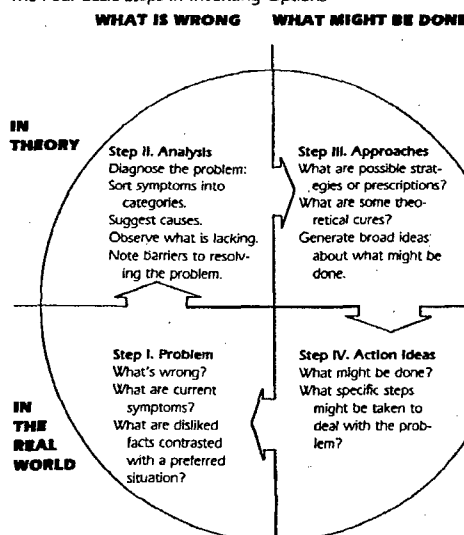 The Four Basic Steps in Inventing Options
WHAT IS WRONG WHAT MIGHT BE DONE
IN
THEORY
Step II. Analysis
Diagnose the problem:
Sort symptoms into
categories.
Suggest causes.
Observe what is lacking.
Note barriers to resolv-
ing the problem.
Step III. Approaches
What are possible strat-
egies or prescriptions?
What are some theo-
retical cures?
Generate broad ideas
about what might be
done.
IN
THE
REAL
WORLD
Step I. Problem
What's wrong?
What are current
symptoms?
What are disliked
facts contrasted
with a preferred
situation?
Step IV. Action Ideas
What might be done?
What specific steps
might be taken to
deal with the prob-
lem?